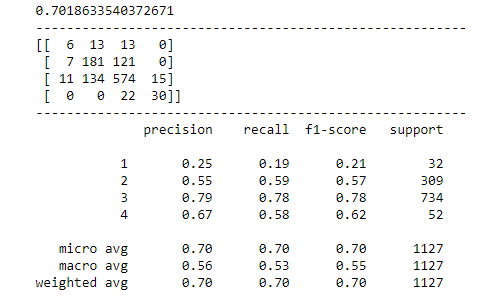 0.7018633540372671
------------------------------------------------------------
[[  6  13  13   0]
 [  7 181 121   0]
 [ 11 134 574  15]
 [  0   0  22  30]]
------------------------------------------------------------
              precision    recall  f1-score   support

           1       0.25      0.19      0.21        32
           2       0.55      0.59      0.57       309
           3       0.79      0.78      0.78       734
           4       0.67      0.58      0.62        52

   micro avg       0.70      0.70      0.70      1127
   macro avg       0.56      0.53      0.55      1127
weighted avg       0.70      0.70      0.70      1127